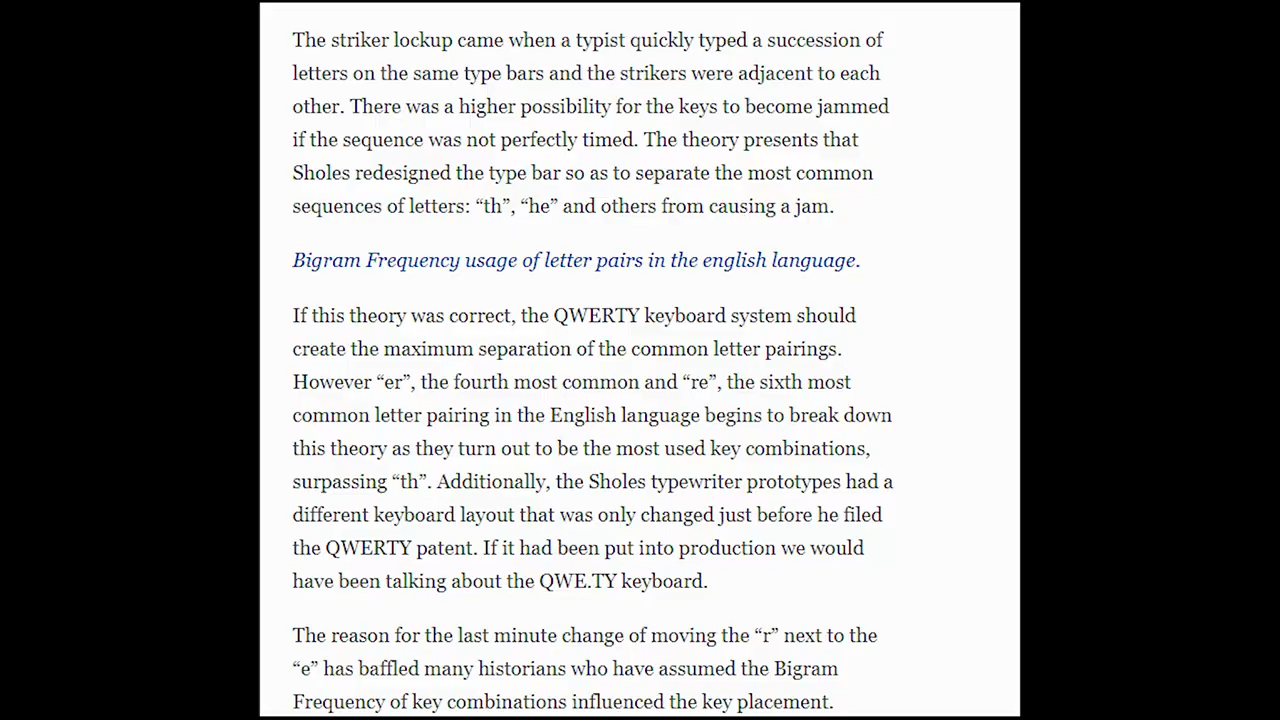 The striker lockup came when a typist quickly typed a succession of
letters on the same type bars and the strikers were adjacent to each
other. There was a higher possibility for the keys to become jammed
if the sequence was not perfectly timed. The theory presents that
Sholes redesigned the type bar so as to separate the most common
sequences of letters: “th”, “he” and others from causing a jam.
Bigram Frequency usage of letter pairs in the english language.
If this theory was correct, the QWERTY keyboard system should
create the maximum separation of the common letter pairings.
However “er”, the fourth most common and “re”, the sixth most
common letter pairing in the English language begins to break down
this theory as they turn out to be the most used key combinations,
surpassing “th”. Additionally, the Sholes typewriter prototypes had a
different keyboard layout that was only changed just before he filed
the QWERTY patent. If it had been put into production we would
have been talking about the QWE.TY keyboard.
The reason for the last minute change of moving the “r” next to the
“e” has baffled many historians who have assumed the Bigram
Frequency of key combinations influenced the key placement.